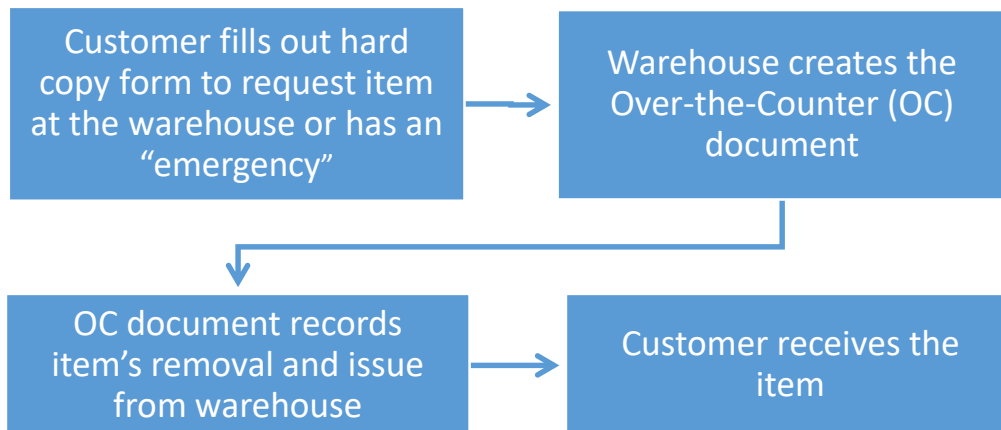 Customer fills out hard
copy form to request item
at the warehouse or has an
“emergency”
Warehouse creates the
Over-the-Counter (OC)
document
OC document records
item’s removal and issue
from warehouse
Customer receives the
item